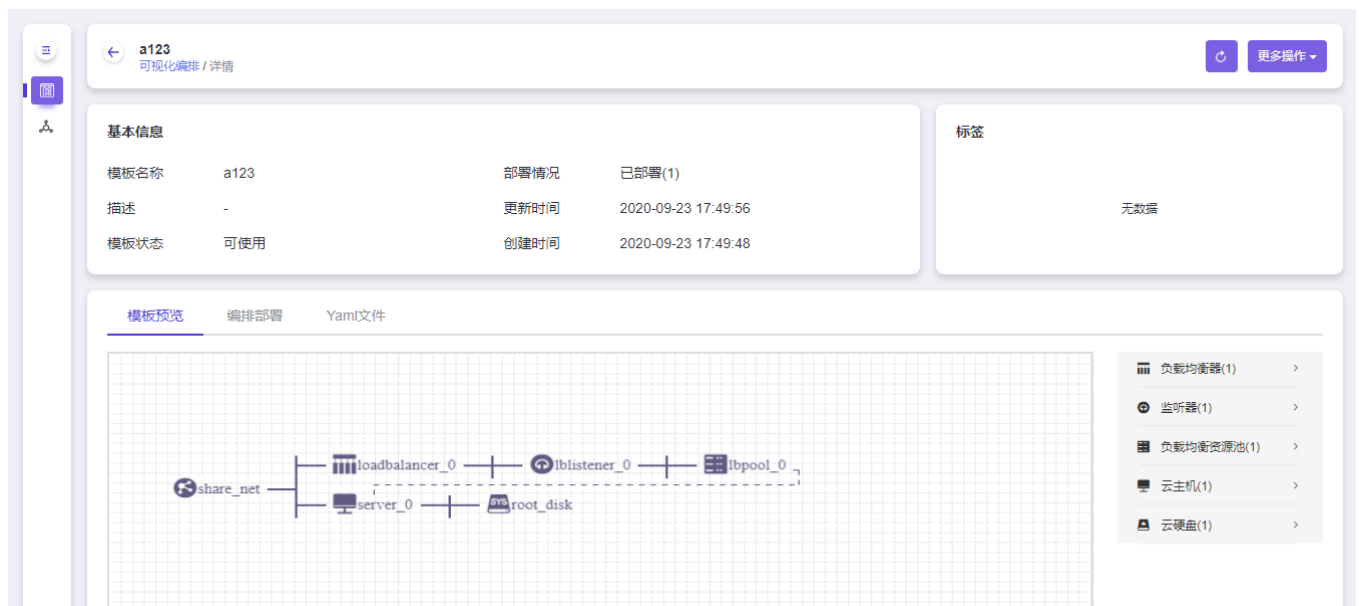 a123
可视化编排 / 详情
更多操作
基本信息
模板名称 a123 部署情况 已部署(1)
描述 - 更新时间 2020-09-23 17:49:56
模板状态 可使用 创建时间 2020-09-23 17:49:48
标签
无数据
模板预览 编排部署 Yaml文件
share_net
loadbalancer_0 lblistener_0 lbpool_0
server_0 SYS root_disk
负载均衡器(1)
监听器(1)
负载均衡资源池(1)
云主机(1)
云硬盘(1)